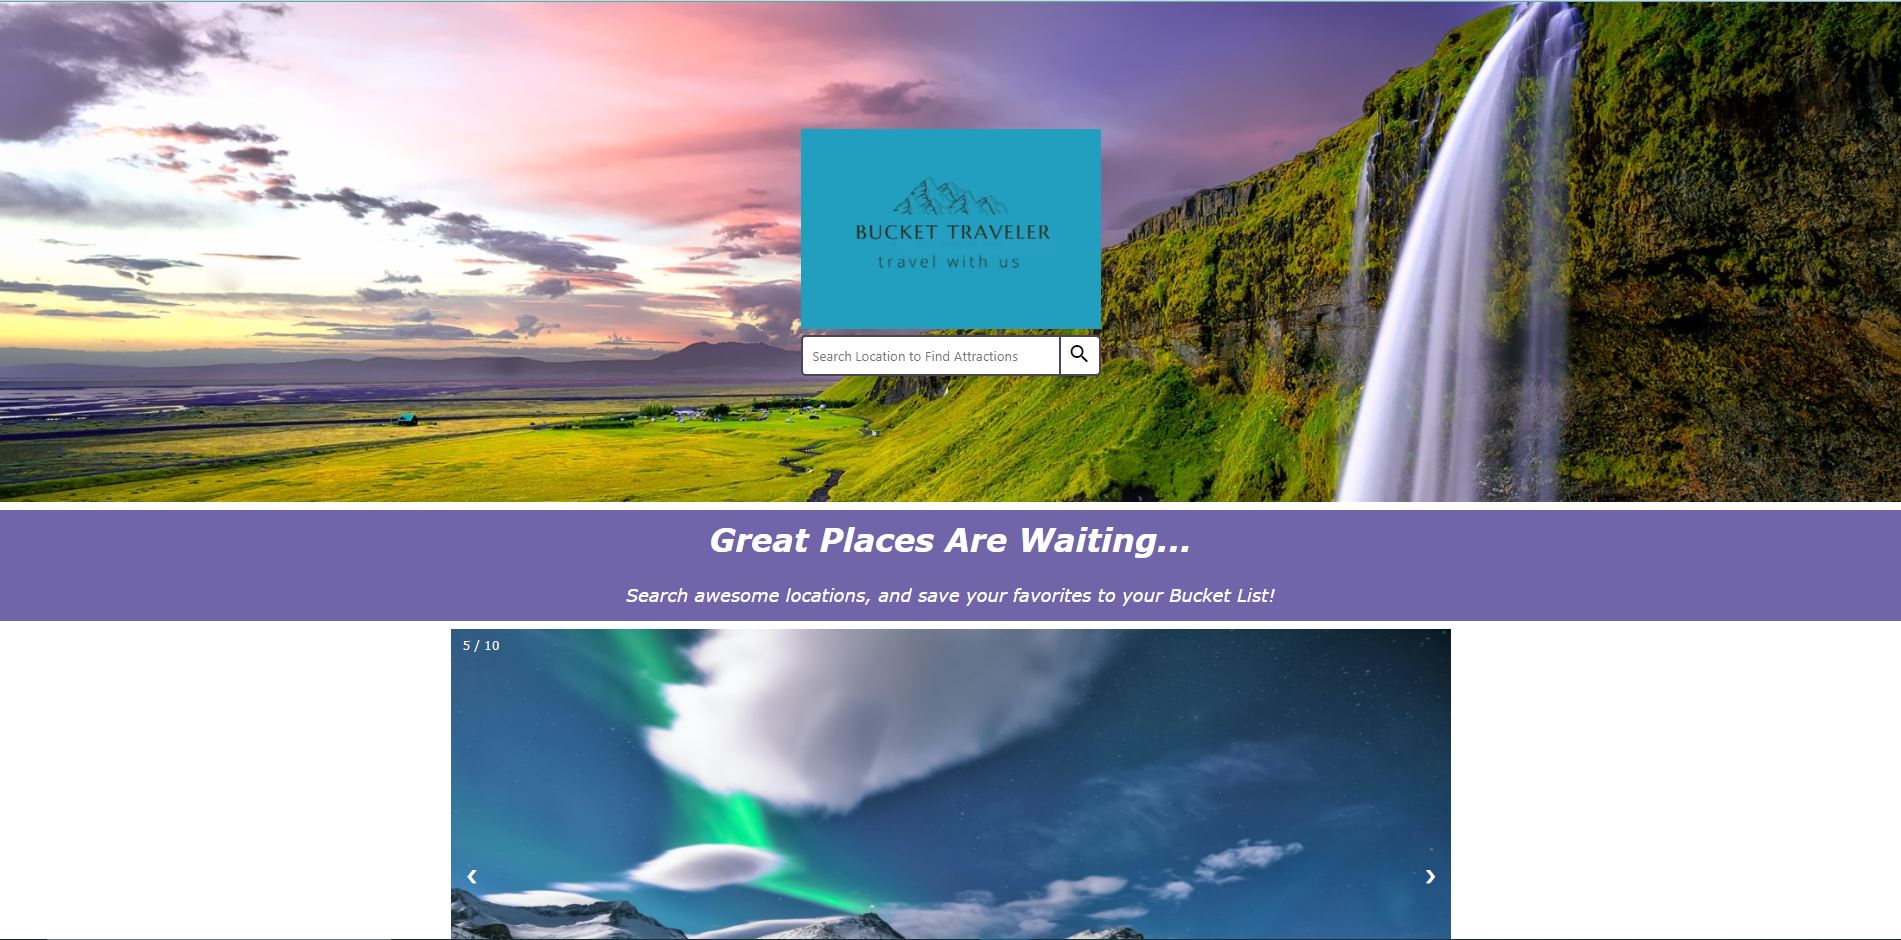 BUCKET TRAVELER
travel with us
Search Location to Find Attractions
Great Places Are Waiting...
Search awesome locations, and save your favorites to your Bucket List!
5 / 10